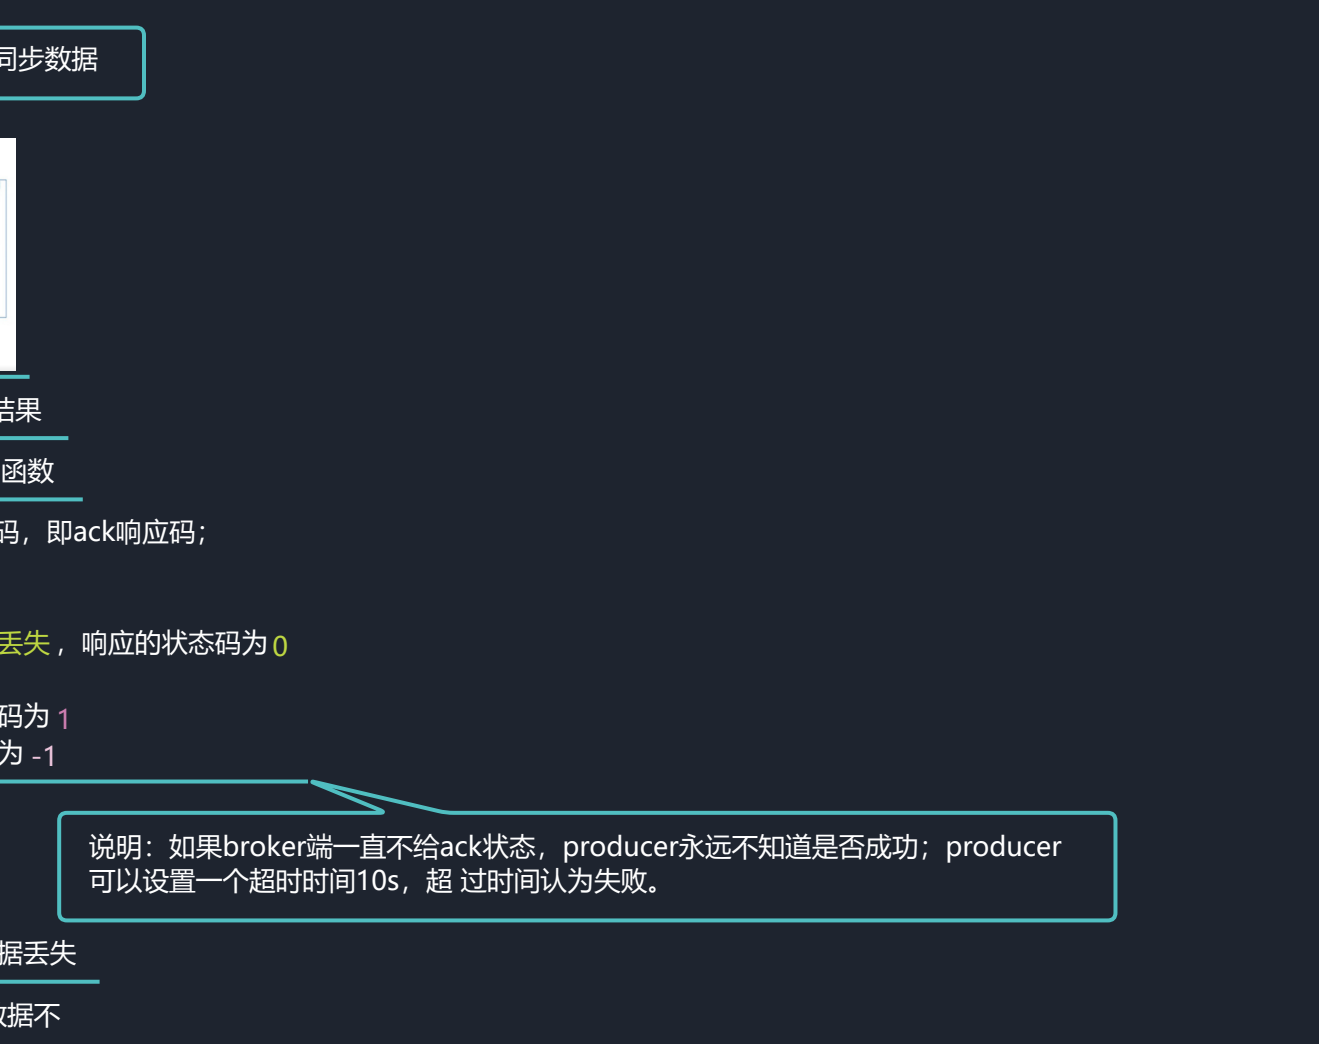 同步数据
结果
函数
码，即ack响应码；
丢失，响应的状态码为0
码为 1
为 -1
说明：如果broker端一直不给ack状态，producer永远不知道是否成功；producer
可以设置一个超时时间10s，超 过时间认为失败。
据丢失
数据不